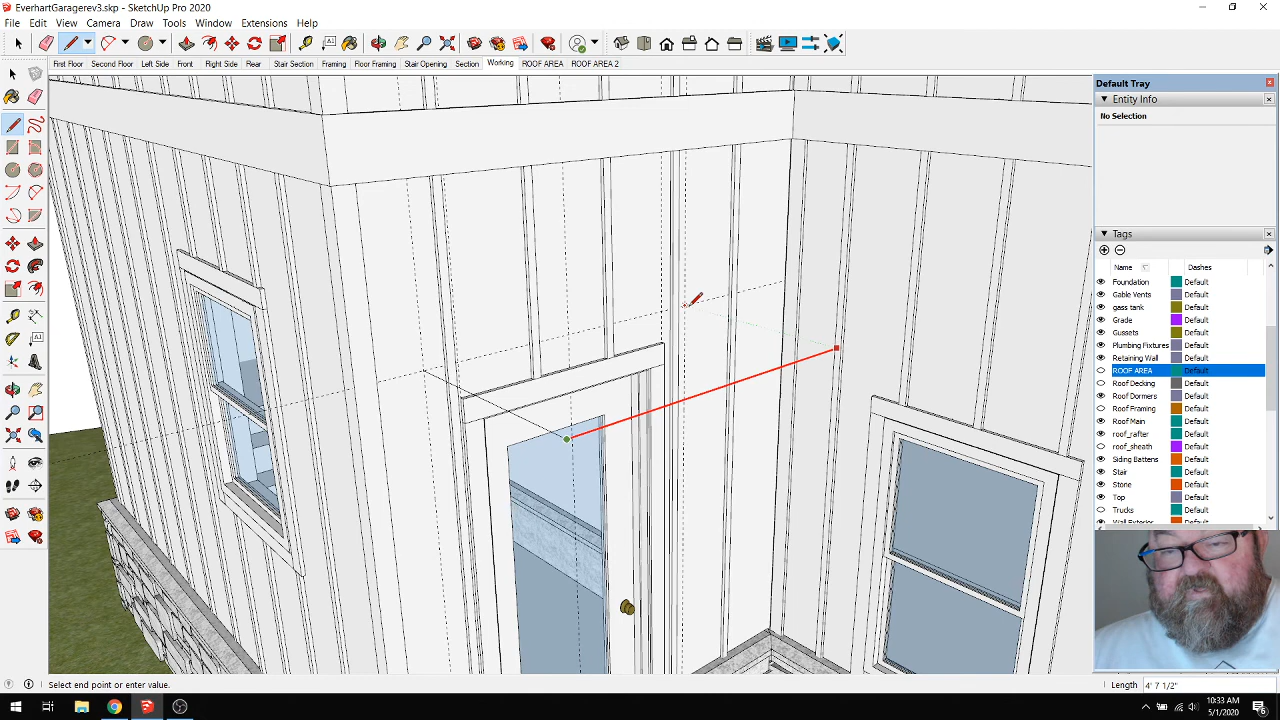 EverhartGaragerev3.skp - SketchUp Pro 2020
File Edit View Camera Draw Tools Window Extensions Help
First Floor Second Floor Left Side Front Right Side Rear Stair Section Framing Floor Framing Stair Opening Section Working ROOF AREA ROOF AREA 2
Default Tray
Entity Info
No Selection
Tags
Name Dashes
Foundation Default
Gable Vents Default
gass tank Default
Grade Default
Gussets Default
Plumbing Fixtures Default
Retaining Wall Default
ROOF AREA Default
Roof Decking Default
Roof Dormers Default
Roof Framing Default
Roof Main Default
roof_rafter Default
roof_sheath Default
Siding Battens Default
Stair Default
Stone Default
Top Default
Trucks Default
Wall Exterior Default
Select end point or enter value.
Length 4' 7 1/2"
10:33 AM
5/1/2020
6